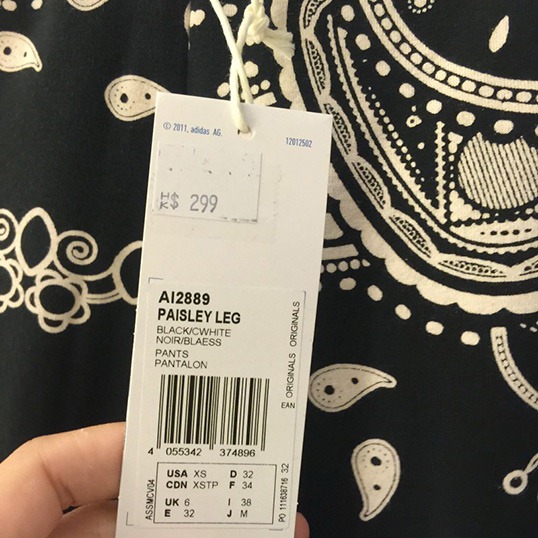 © 2011, adidas AG.
12012502
HK$ 299
AI2889
PAISLEY LEG
BLACK/CWHITE
NOIR/BLAESS
PANTS
PANTALON
EAN ORIGINALS ORIGINALS
4 055342 374896
USA XS D 32
CDN XSTP F 34
UK 6 I 38
E 32 J M
ASSMCV04
PO 111638716 32